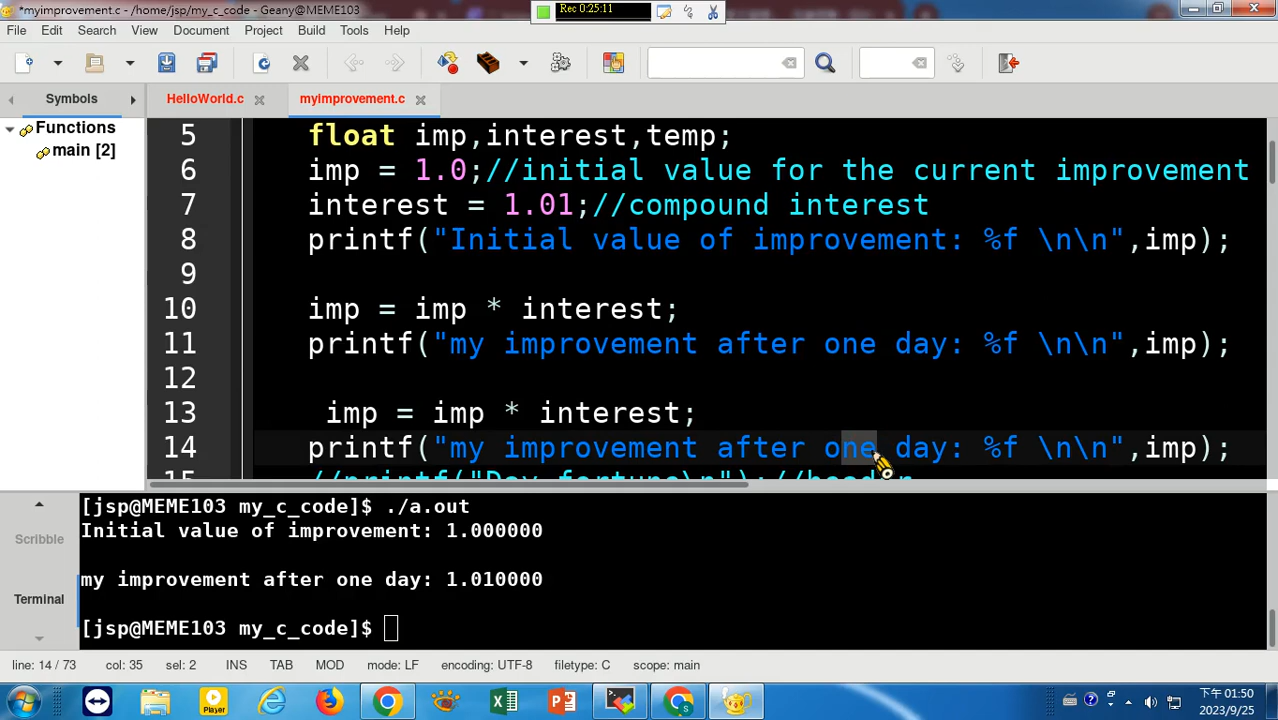 *myimprovement.c - /home/jsp/my_c_code - Geany@MEME103
Rec 0:25:11
File Edit Search View Document Project Build Tools Help
Symbols HelloWorld.c myimprovement.c
Functions
main [2]
5 float imp,interest,temp;
6 imp = 1.0;//initial value for the current improvement
7 interest = 1.01;//compound interest
8 printf("Initial value of improvement: %f \n\n",imp);
9
10 imp = imp * interest;
11 printf("my improvement after one day: %f \n\n",imp);
12
13 imp = imp * interest;
14 printf("my improvement after one day: %f \n\n",imp);
15 //printf("Day fortune\n");//header
[jsp@MEME103 my_c_code]$ ./a.out
Initial value of improvement: 1.000000
my improvement after one day: 1.010000
[jsp@MEME103 my_c_code]$
Scribble
Terminal
line: 14 / 73 col: 35 sel: 2 INS TAB MOD mode: LF encoding: UTF-8 filetype: C scope: main
Player
下午 01:50
2023/9/25